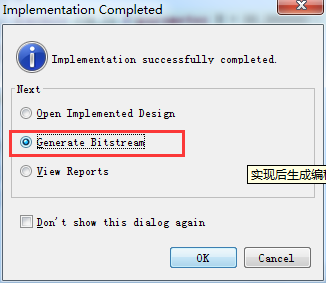 Implementation Completed
Implementation successfully completed.
Next
Open Implemented Design
Generate Bitstream
View Reports
实现后生成编
Don't show this dialog again
OK
Cancel